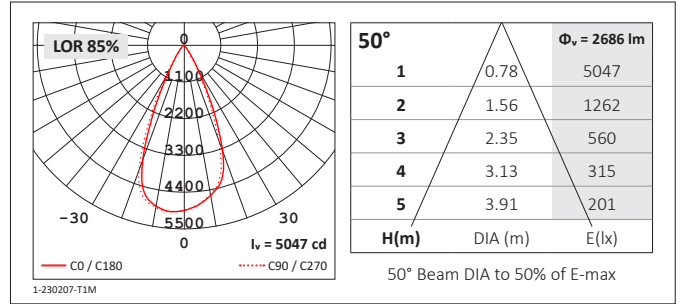 LOR 85%
0
1100
2200
3300
4400
5500
-30
0
30
Iᵥ = 5047 cd
C0 / C180
C90 / C270
1-230207-T1M
50° Φᵥ = 2686 lm
1 0.78 5047
2 1.56 1262
3 2.35 560
4 3.13 315
5 3.91 201
H(m) DIA (m) E(lx)
50° Beam DIA to 50% of E-max